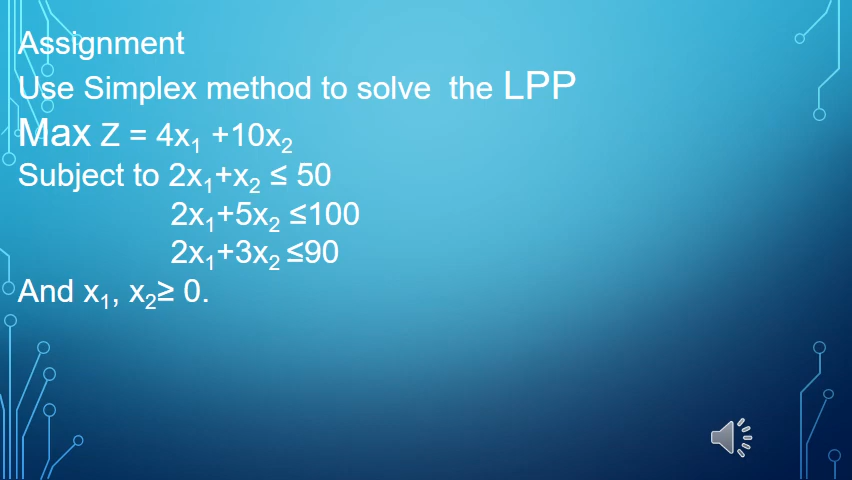 Assignment
Use Simplex method to solve  the LPP
Max Z = 4x₁ +10x₂
Subject to 2x₁+x₂ ≤ 50
2x₁+5x₂ ≤100
2x₁+3x₂ ≤90
And x₁, x₂≥ 0.